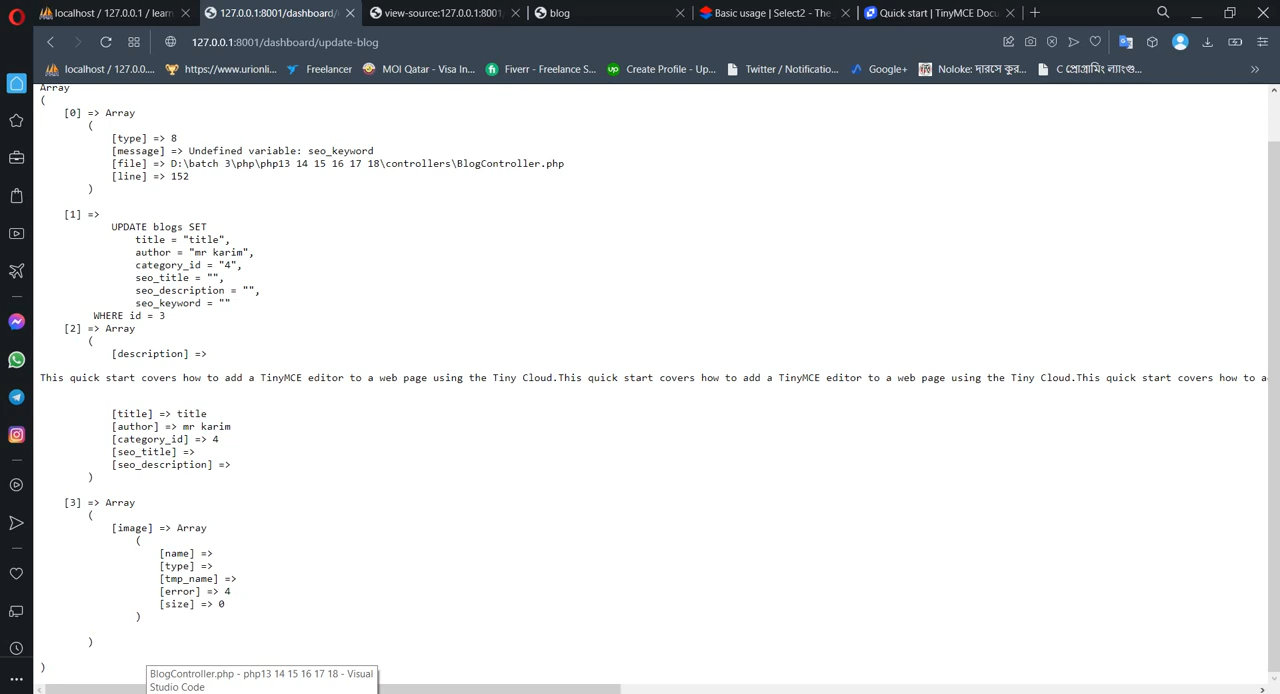 localhost / 127.0.0.1 / learn
127.0.0.1:8001/dashboard/
view-source:127.0.0.1:8001
blog
Basic usage | Select2 - The
Quick start | TinyMCE Docu
127.0.0.1:8001/dashboard/update-blog
localhost / 127.0.0....
https://www.urionli...
Freelancer
MOI Qatar - Visa In...
Fiverr - Freelance S...
Create Profile - Up...
Twitter / Notificatio...
Google+
Noloke: দারসে কুর...
C প্রোগ্রামিং ল্যাংগু...
Array
(
[0] => Array
(
[type] => 8
[message] => Undefined variable: seo_keyword
[file] => D:\batch 3\php\php13 14 15 16 17 18\controllers\BlogController.php
[line] => 152
)
[1] =>
UPDATE blogs SET
title = "title",
author = "mr karim",
category_id = "4",
seo_title = "",
seo_description = "",
seo_keyword = ""
WHERE id = 3
[2] => Array
(
[description] =>
This quick start covers how to add a TinyMCE editor to a web page using the Tiny Cloud.This quick start covers how to add a TinyMCE editor to a web page using the Tiny Cloud.This quick start covers how to a
[title] => title
[author] => mr karim
[category_id] => 4
[seo_title] =>
[seo_description] =>
)
[3] => Array
(
[image] => Array
(
[name] =>
[type] =>
[tmp_name] =>
[error] => 4
[size] => 0
)
)
)
BlogController.php - php13 14 15 16 17 18 - Visual
Studio Code